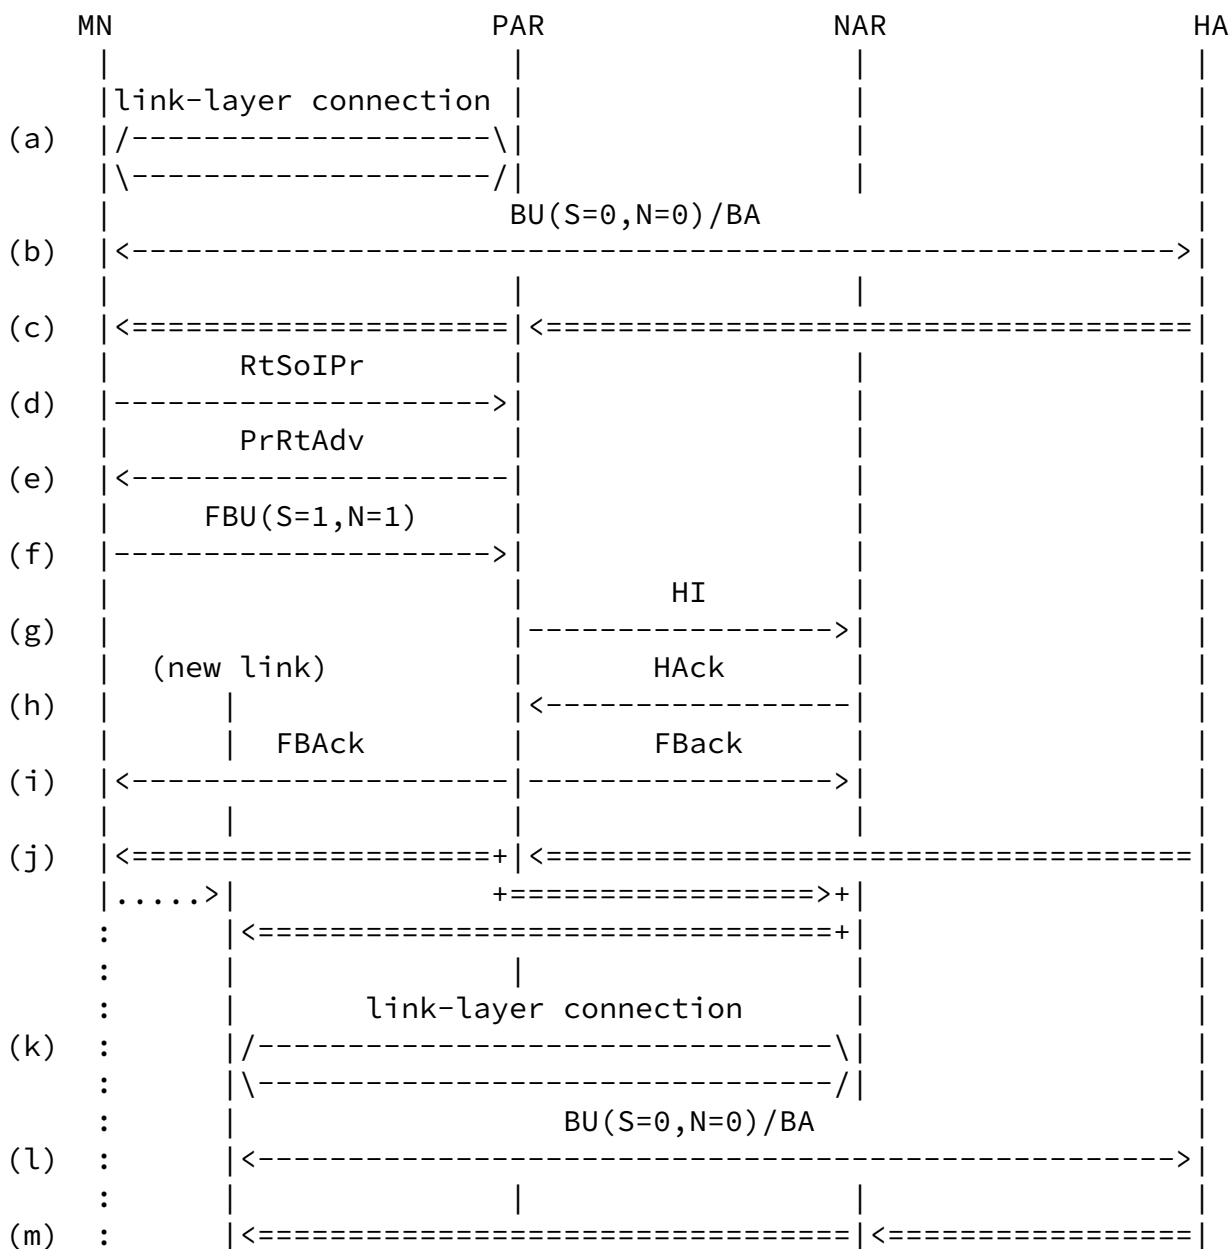 MN PAR NAR HA
link-layer connection
(a)
BU(S=0,N=0)/BA
(b)
(c)
RtSoIPr
(d)
PrRtAdv
(e)
FBU(S=1,N=1)
(f)
HI
(g)
(new link) HAck
(h)
FBAck FBack
(i)
(j)
link-layer connection
(k)
BU(S=0,N=0)/BA
(l)
(m)